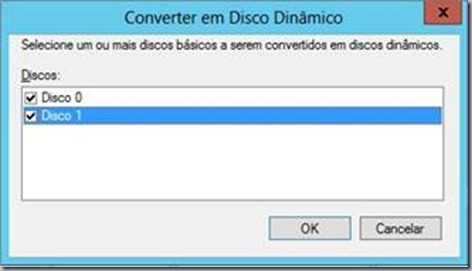 Converter em Disco Dinâmico
x
Selecione um ou mais discos básicos a serem convertidos em discos dinâmicos.
Discos:
Disco 0
Disco 1
OK
Cancelar